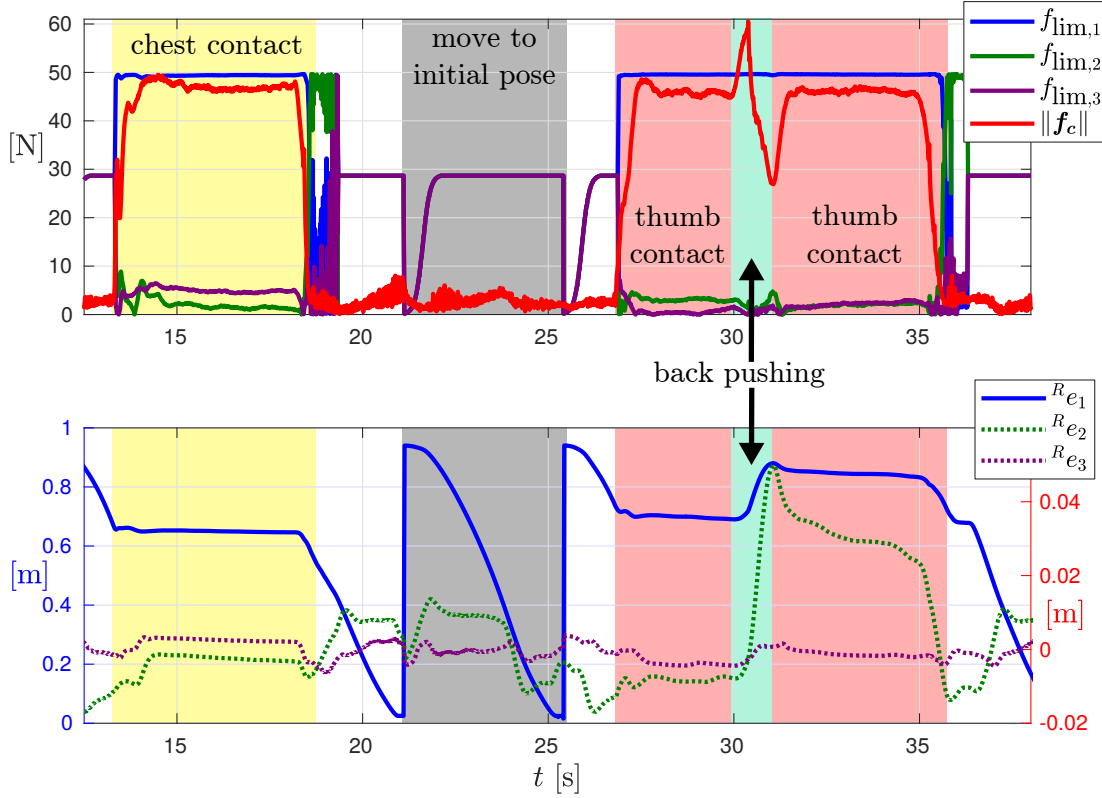 60
50
40
30
20
10
0
[N]
chest contact
move to
initial pose
thumb
contact
thumb
contact
f_lim,1
f_lim,2
f_lim,3
‖f_c‖
15
20
25
30
35
back pushing
^R e_1
^R e_2
^R e_3
1
0.8
0.6
0.4
0.2
0
[m]
0.04
0.02
0
-0.02
[m]
15
20
25
30
35
t [s]